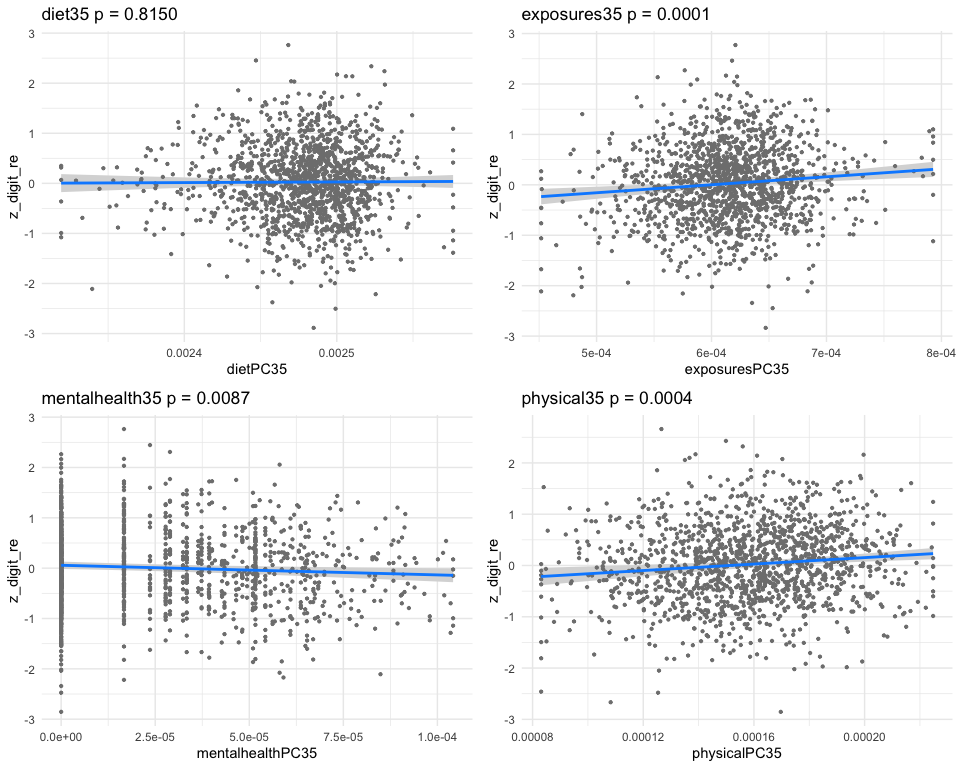 diet35 p = 0.8150
3
2
1
0
-1
-2
-3
z_digit_re
0.0024 0.0025
dietPC35
exposures35 p = 0.0001
3
2
1
0
-1
-2
-3
z_digit_re
5e-04 6e-04 7e-04 8e-04
exposuresPC35
mentalhealth35 p = 0.0087
3
2
1
0
-1
-2
-3
z_digit_re
0.0e+00 2.5e-05 5.0e-05 7.5e-05 1.0e-04
mentalhealthPC35
physical35 p = 0.0004
2
1
0
-1
-2
-3
z_digit_re
0.00008 0.00012 0.00016 0.00020
physicalPC35